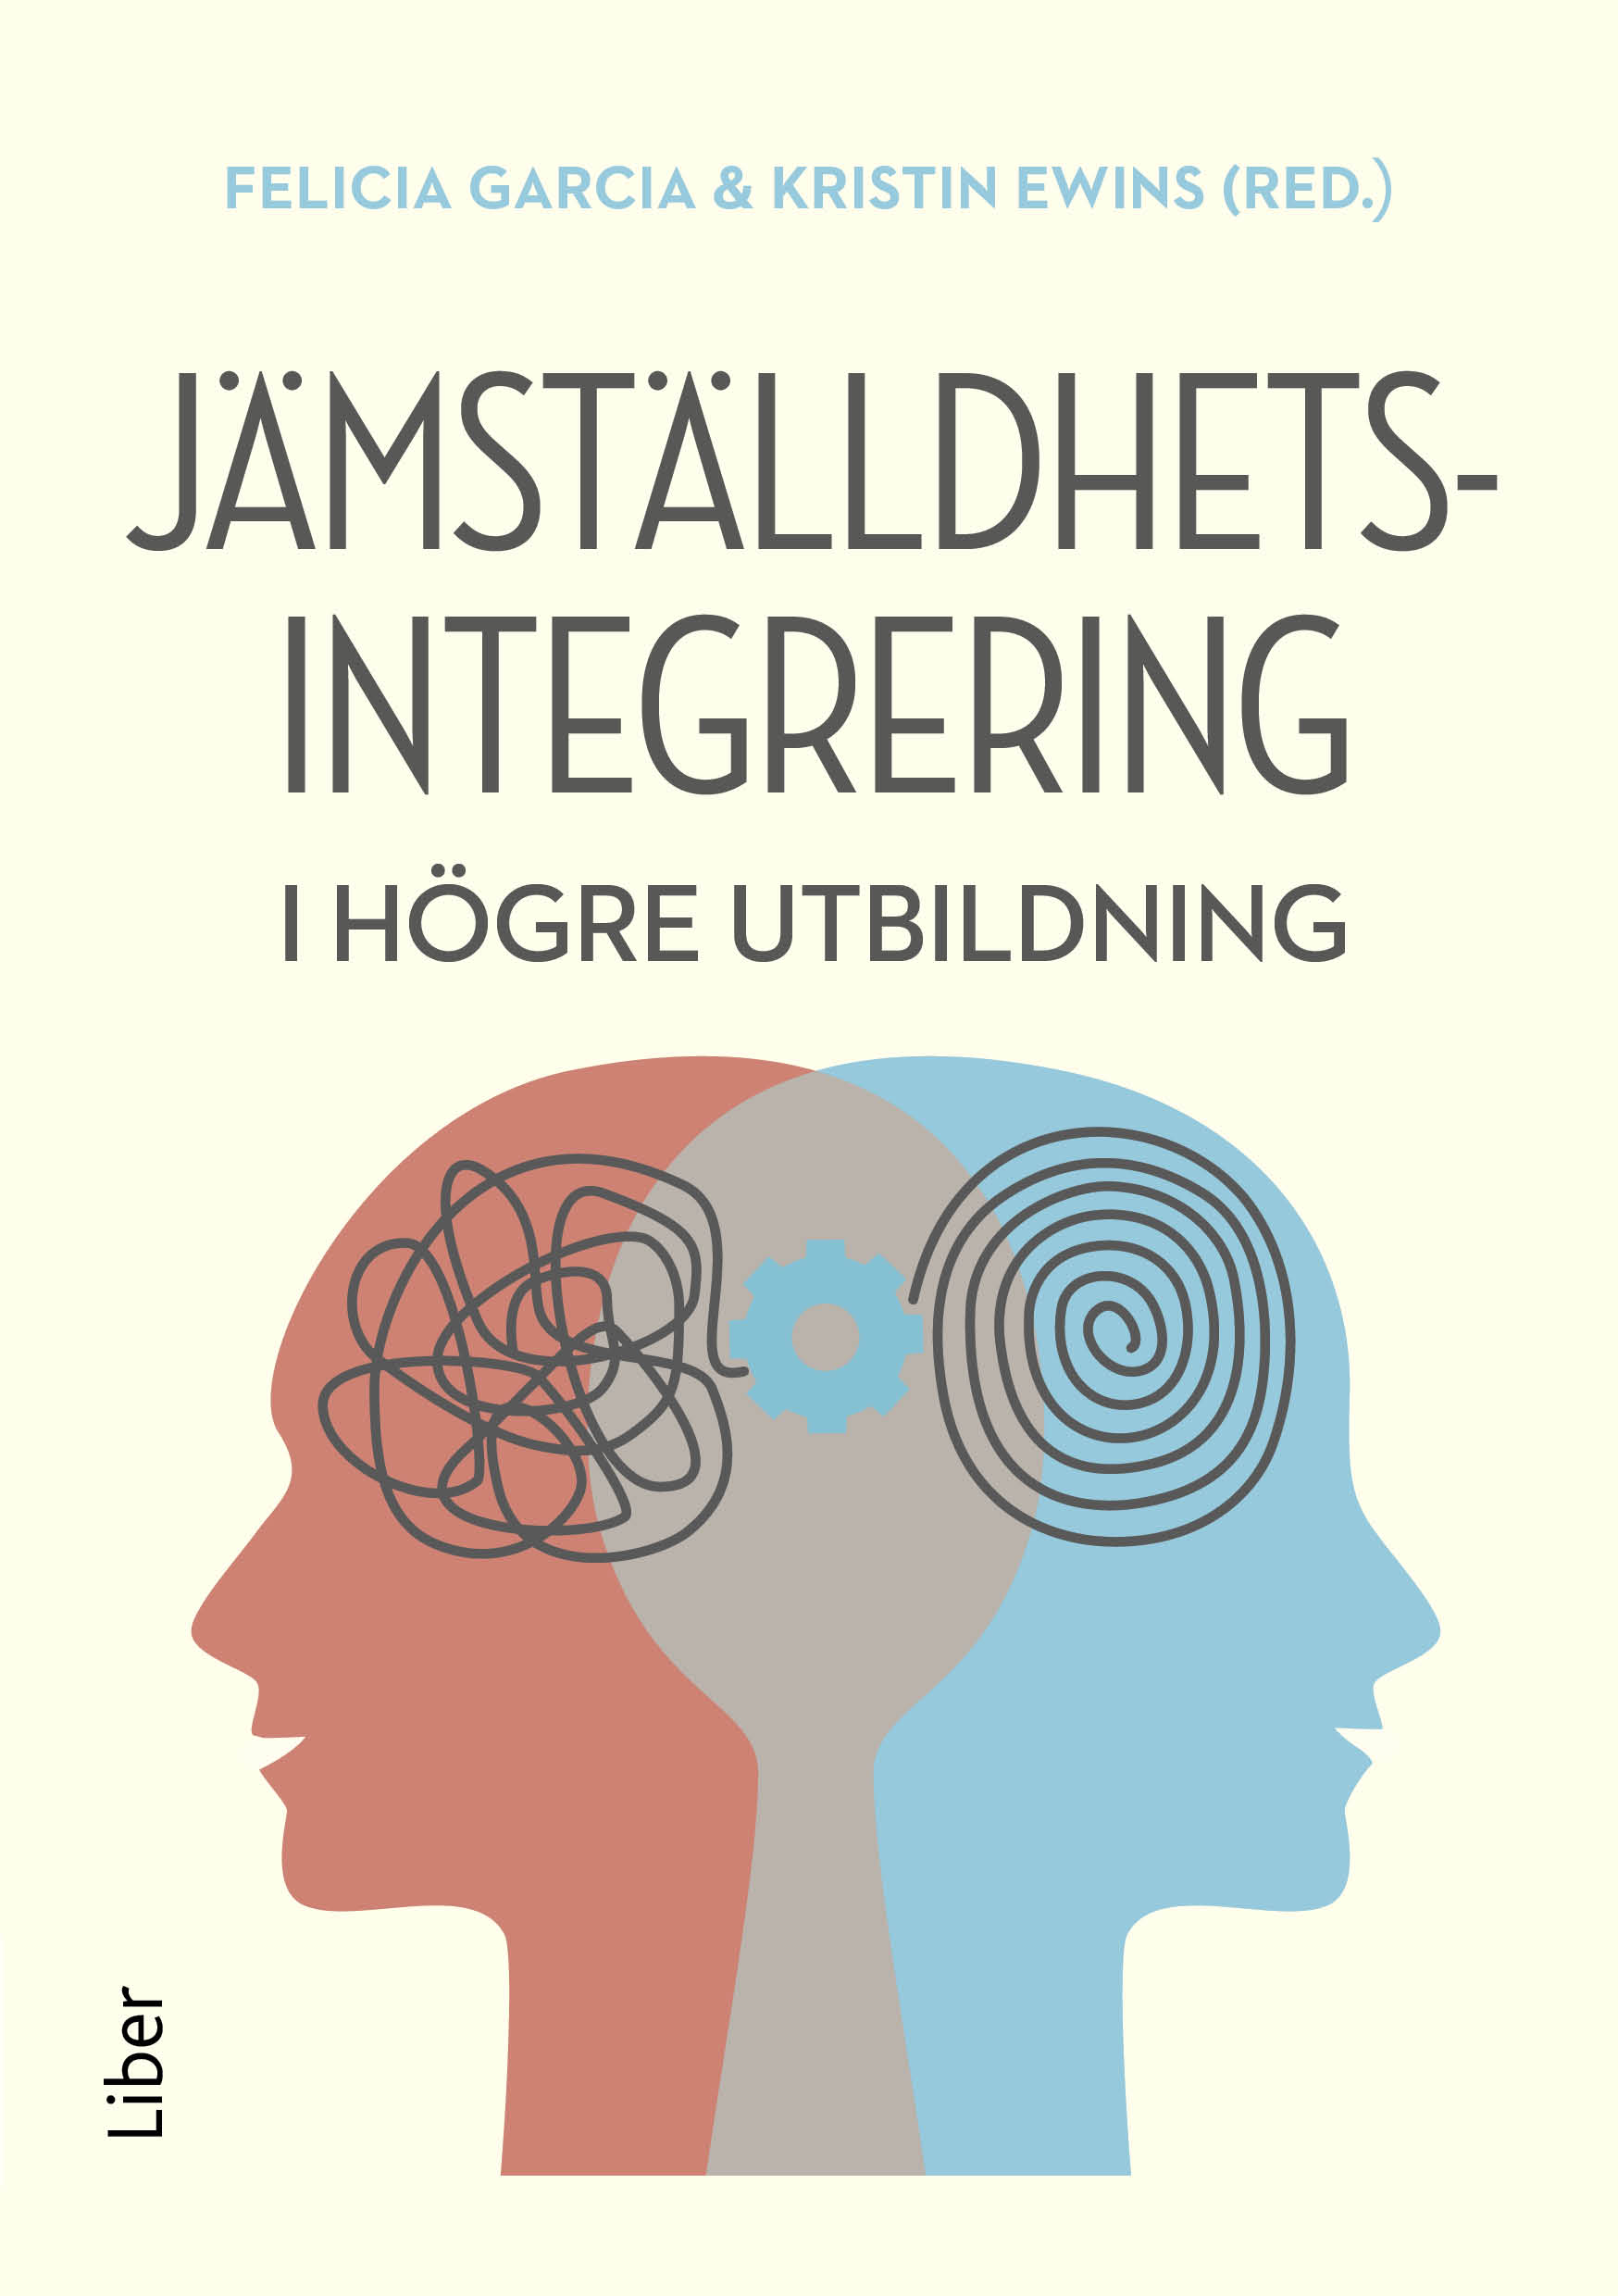 FELICIA GARCIA & KRISTIN EWINS (RED.)
JÄMSTÄLLDHETS-
INTEGRERING
I HÖGRE UTBILDNING
Liber